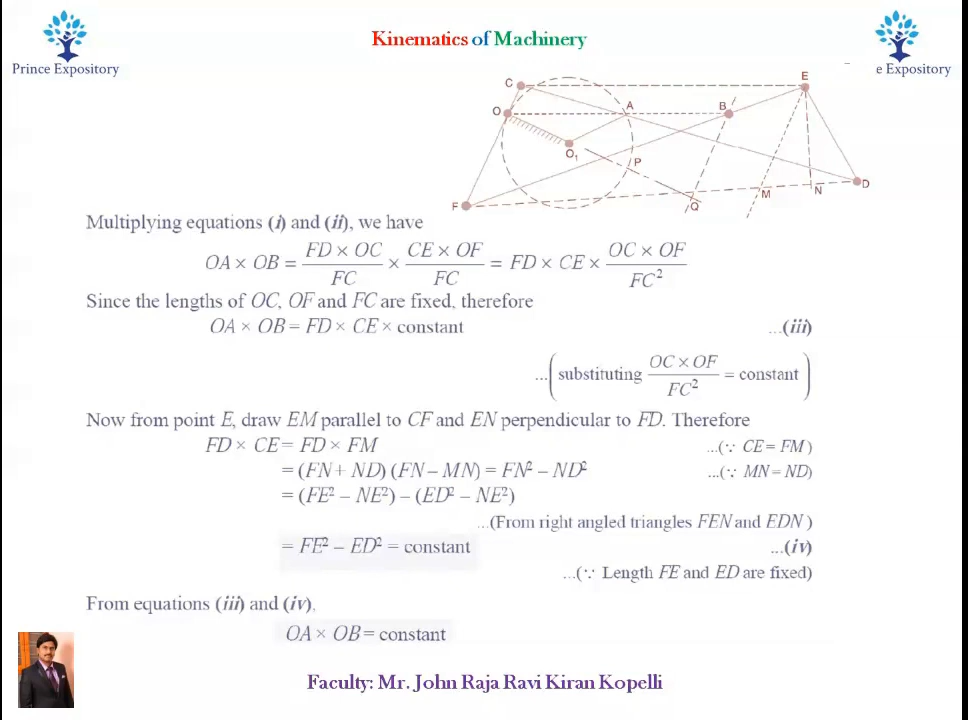 Kinematics of Machinery
Prince Expository
e Expository
C
E
O
A
B
O1
P
M
N
D
F
Q
Multiplying equations (i) and (ii), we have
OA × OB = FD × OC / FC × CE × OF / FC = FD × CE × OC × OF / FC²
Since the lengths of OC, OF and FC are fixed, therefore
OA × OB = FD × CE × constant ...(iii)
...(substituting OC × OF / FC² = constant)
Now from point E, draw EM parallel to CF and EN perpendicular to FD. Therefore
FD × CE = FD × FM ...(∵ CE = FM)
= (FN + ND) (FN – MN) = FN² – ND² ...(∵ MN = ND)
= (FE² – NE²) – (ED² – NE²)
...(From right angled triangles FEN and EDN )
= FE² – ED² = constant ...(iv)
...(∵ Length FE and ED are fixed)
From equations (iii) and (iv),
OA × OB = constant
Faculty: Mr. John Raja Ravi Kiran Kopelli